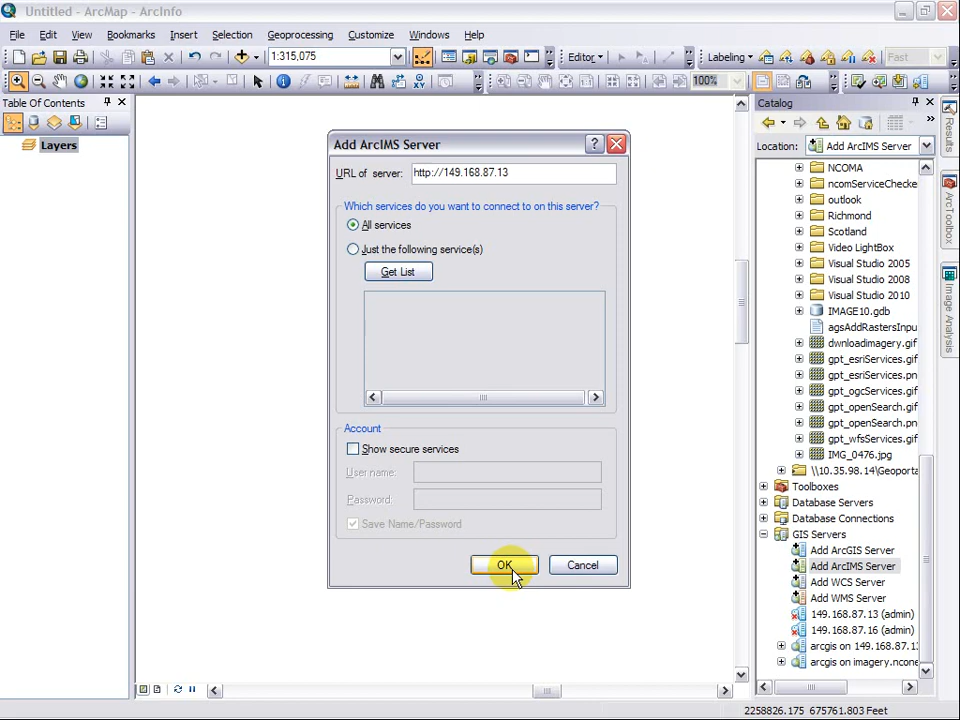 Untitled - ArcMap - ArcInfo
File Edit View Bookmarks Insert Selection Geoprocessing Customize Windows Help
1:315,075
Editor
Labeling
Fast
100%
Table Of Contents
Layers
Add ArcIMS Server
URL of server: http://149.168.87.13
Which services do you want to connect to on this server?
All services
Just the following service(s)
Get List
Account
Show secure services
User name:
Password:
Save Name/Password
OK Cancel
Catalog
Location: Add ArcIMS Server
NCOMA
ncomServiceChecke
outlook
Richmond
Scotland
Video LightBox
Visual Studio 2005
Visual Studio 2008
Visual Studio 2010
IMAGE10.gdb
agsAddRastersInpu
dwnloadimagery.gif
gpt_esriServices.gif
gpt_esriServices.pn
gpt_ogcServices.gif
gpt_openSearch.gif
gpt_openSearch.pn
gpt_wfsServices.gif
IMG_0476.jpg
\\10.35.98.14\Geoporta
Toolboxes
Database Servers
Database Connections
GIS Servers
Add ArcGIS Server
Add ArcIMS Server
Add WCS Server
Add WMS Server
149.168.87.13 (admin)
149.168.87.16 (admin)
arcgis on 149.168.87.13
arcgis on imagery.ncone
Results
ArcToolbox
Image Analysis
2258826.175 675761.803 Feet